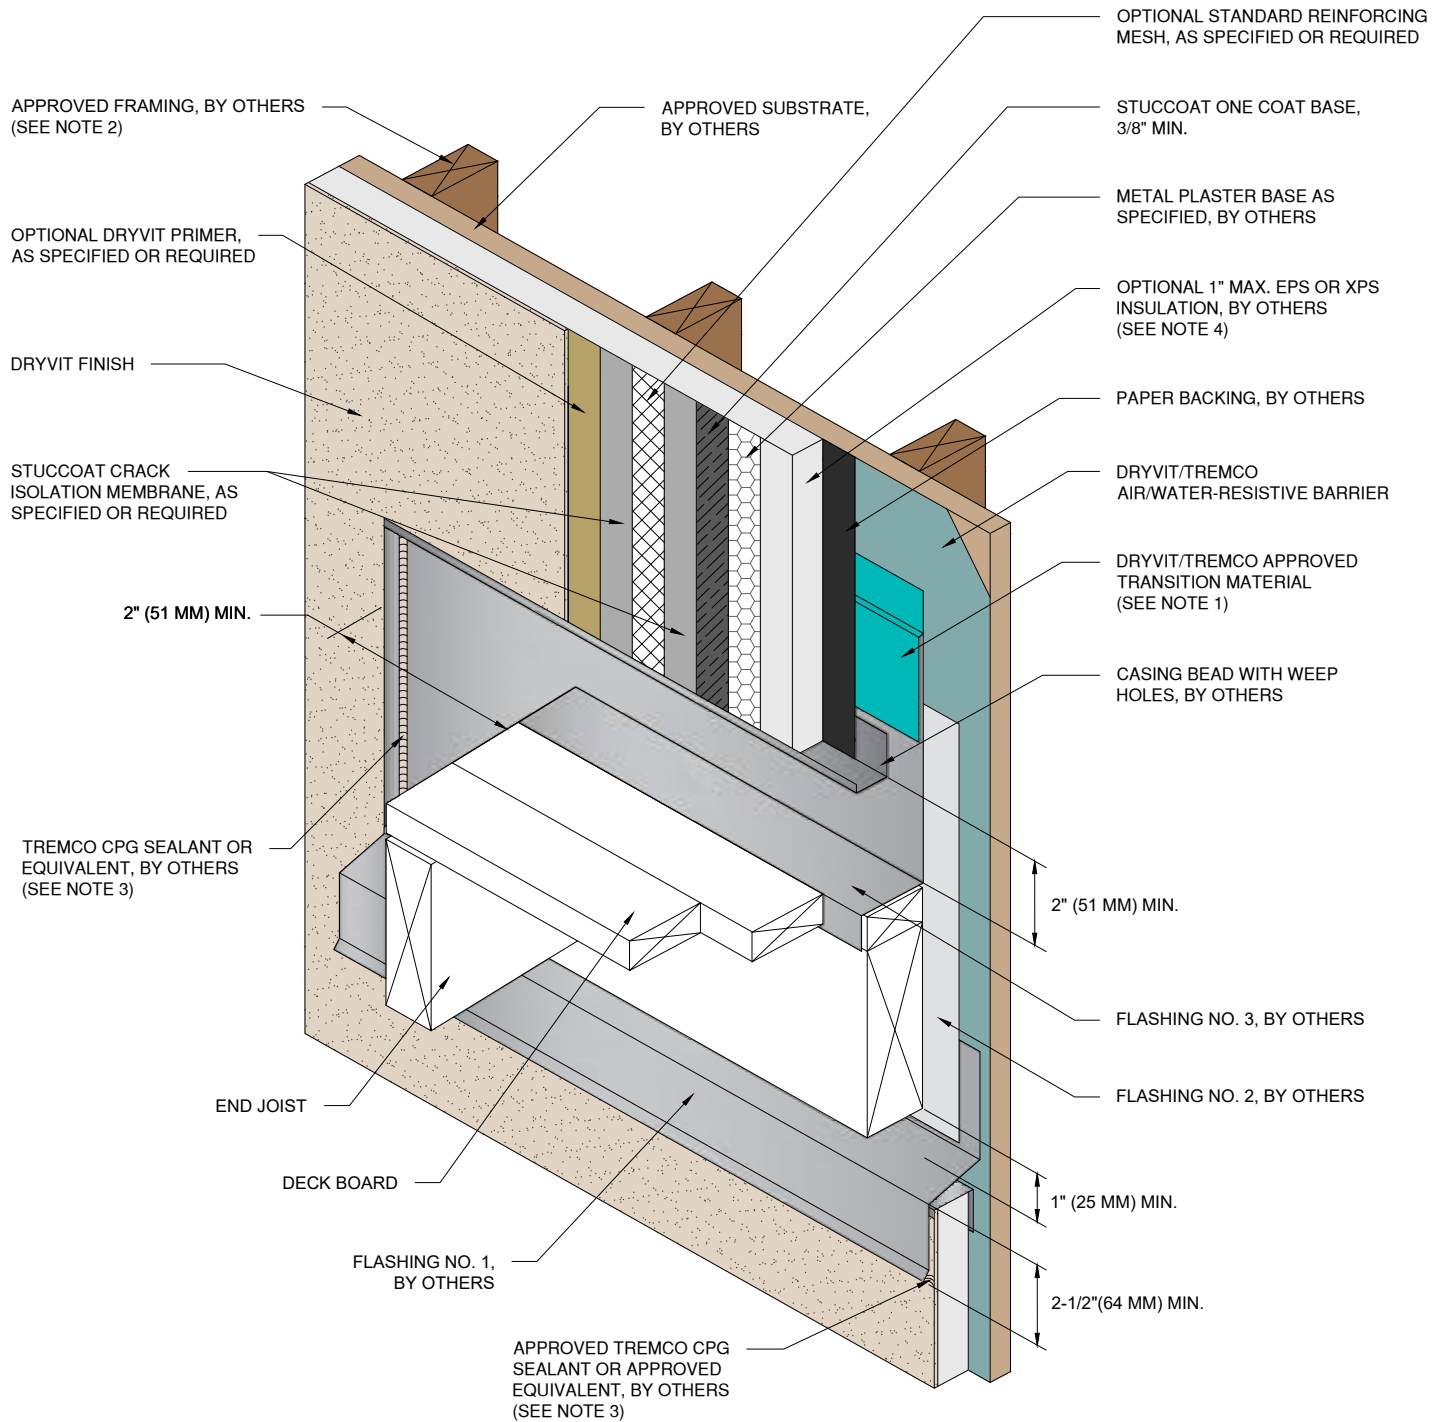 OPTIONAL STANDARD REINFORCING
MESH, AS SPECIFIED OR REQUIRED
APPROVED FRAMING, BY OTHERS
(SEE NOTE 2)
APPROVED SUBSTRATE,
BY OTHERS
STUCCOAT ONE COAT BASE,
3/8" MIN.
METAL PLASTER BASE AS
SPECIFIED, BY OTHERS
OPTIONAL DRYVIT PRIMER,
AS SPECIFIED OR REQUIRED
OPTIONAL 1" MAX. EPS OR XPS
INSULATION, BY OTHERS
(SEE NOTE 4)
DRYVIT FINISH
PAPER BACKING, BY OTHERS
STUCCOAT CRACK
ISOLATION MEMBRANE, AS
SPECIFIED OR REQUIRED
DRYVIT/TREMCO
AIR/WATER-RESISTIVE BARRIER
DRYVIT/TREMCO APPROVED
TRANSITION MATERIAL
(SEE NOTE 1)
2" (51 MM) MIN.
CASING BEAD WITH WEEP
HOLES, BY OTHERS
TREMCO CPG SEALANT OR
EQUIVALENT, BY OTHERS
(SEE NOTE 3)
2" (51 MM) MIN.
FLASHING NO. 3, BY OTHERS
FLASHING NO. 2, BY OTHERS
END JOIST
DECK BOARD
1" (25 MM) MIN.
FLASHING NO. 1,
BY OTHERS
2-1/2"(64 MM) MIN.
APPROVED TREMCO CPG
SEALANT OR APPROVED
EQUIVALENT, BY OTHERS
(SEE NOTE 3)